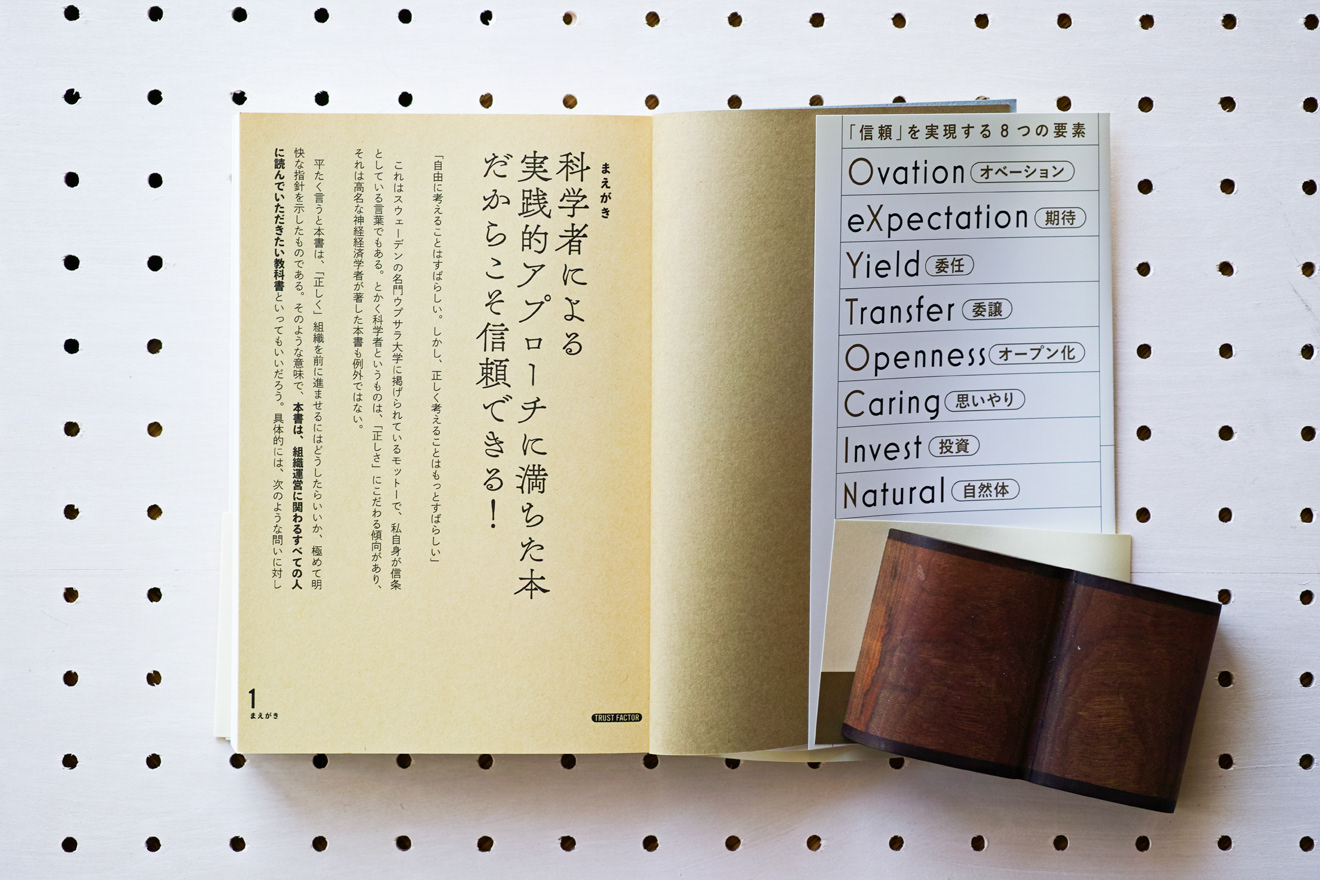 まえがき
科学者による
実践的アプローチに満ちた本
だからこそ信頼できる！
「自由に考えることはすばらしい。しかし、正しく考えることはもっとすばらしい」
これはスウェーデンの名門ウプサラ大学に掲げられているモットーで、私自身が信条
としている言葉でもある。とかく科学者というものは、「正しさ」にこだわる傾向があり、
それは高名な神経経済学者が著した本書も例外ではない。
平たく言うと本書は、「正しく」組織を前に進ませるにはどうしたらいいか、極めて明
快な指針を示したものである。そのような意味で、本書は、組織運営に関わるすべての人
に読んでいただきたい教科書といってもいいだろう。具体的には、次のような問いに対し
1
まえがき
TRUST FACTOR
「信頼」を実現する8つの要素
Ovation オベーション
eXpectation 期待
Yield 委任
Transfer 委譲
Openness オープン化
Caring 思いやり
Invest 投資
Natural 自然体